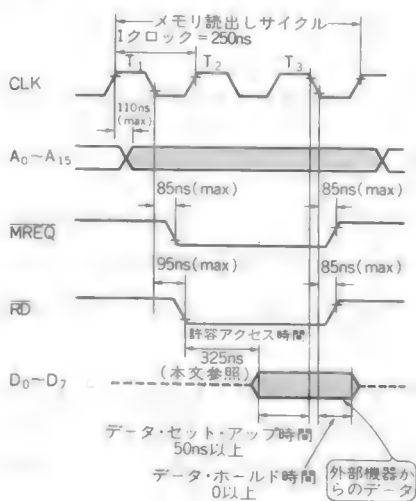 メモリ読出しサイクル
1クロック=250ns
T₁ T₂ T₃
CLK
110ns
(max)
A₀~A₁₅
85ns(max) 85ns(max)
MREQ
95ns(max) 85ns(max)
RD
許容アクセス時間
325ns
(本文参照)
D₀~D₇
データ・セット・アップ時間
50ns以上
データ・ホールド時間
0以上
外部機器か
らのデータ